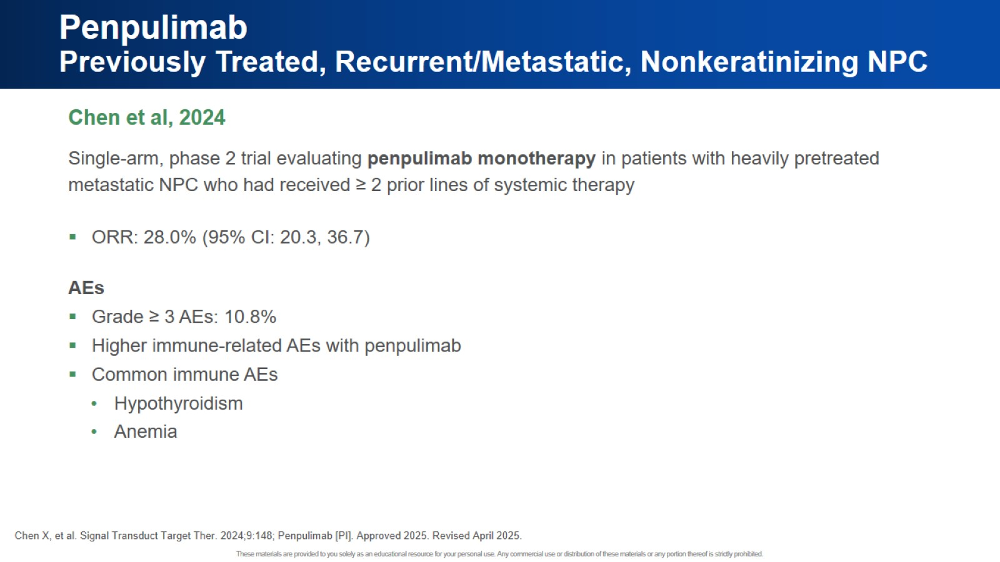 Penpulimab
Previously Treated, Recurrent/Metastatic, Nonkeratinizing NPC
Chen et al, 2024
Single-arm, phase 2 trial evaluating penpulimab monotherapy in patients with heavily pretreated
metastatic NPC who had received ≥ 2 prior lines of systemic therapy
▪ ORR: 28.0% (95% CI: 20.3, 36.7)
AEs
▪ Grade ≥ 3 AEs: 10.8%
▪ Higher immune-related AEs with penpulimab
▪ Common immune AEs
• Hypothyroidism
• Anemia
Chen X, et al. Signal Transduct Target Ther. 2024;9:148; Penpulimab [PI]. Approved 2025. Revised April 2025.
These materials are provided to you solely as an educational resource for your personal use. Any commercial use or distribution of these materials or any portion thereof is strictly prohibited.